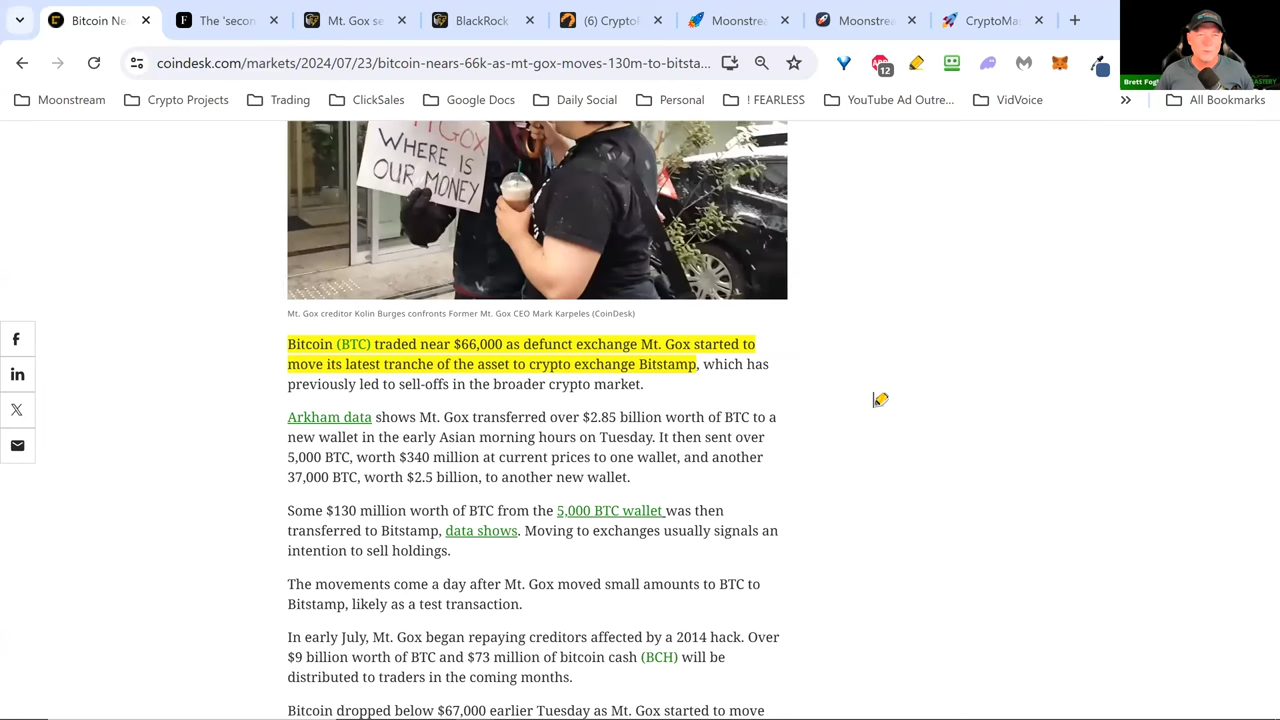 Bitcoin Ne
The 'secon
Mt. Gox se
BlackRock
(6) Crypto
Moonstrea
Moonstrea
CryptoMa
coindesk.com/markets/2024/07/23/bitcoin-nears-66k-as-mt-gox-moves-130m-to-bitsta...
12
Moonstream
Crypto Projects
Trading
ClickSales
Google Docs
Daily Social
Personal
! FEARLESS
YouTube Ad Outre...
VidVoice
All Bookmarks
WHERE IS
OUR MONEY
Mt. Gox creditor Kolin Burges confronts Former Mt. Gox CEO Mark Karpeles (CoinDesk)
Bitcoin (BTC) traded near $66,000 as defunct exchange Mt. Gox started to
move its latest tranche of the asset to crypto exchange Bitstamp, which has
previously led to sell-offs in the broader crypto market.
Arkham data shows Mt. Gox transferred over $2.85 billion worth of BTC to a
new wallet in the early Asian morning hours on Tuesday. It then sent over
5,000 BTC, worth $340 million at current prices to one wallet, and another
37,000 BTC, worth $2.5 billion, to another new wallet.
Some $130 million worth of BTC from the 5,000 BTC wallet was then
transferred to Bitstamp, data shows. Moving to exchanges usually signals an
intention to sell holdings.
The movements come a day after Mt. Gox moved small amounts to BTC to
Bitstamp, likely as a test transaction.
In early July, Mt. Gox began repaying creditors affected by a 2014 hack. Over
$9 billion worth of BTC and $73 million of bitcoin cash (BCH) will be
distributed to traders in the coming months.
Bitcoin dropped below $67,000 earlier Tuesday as Mt. Gox started to move